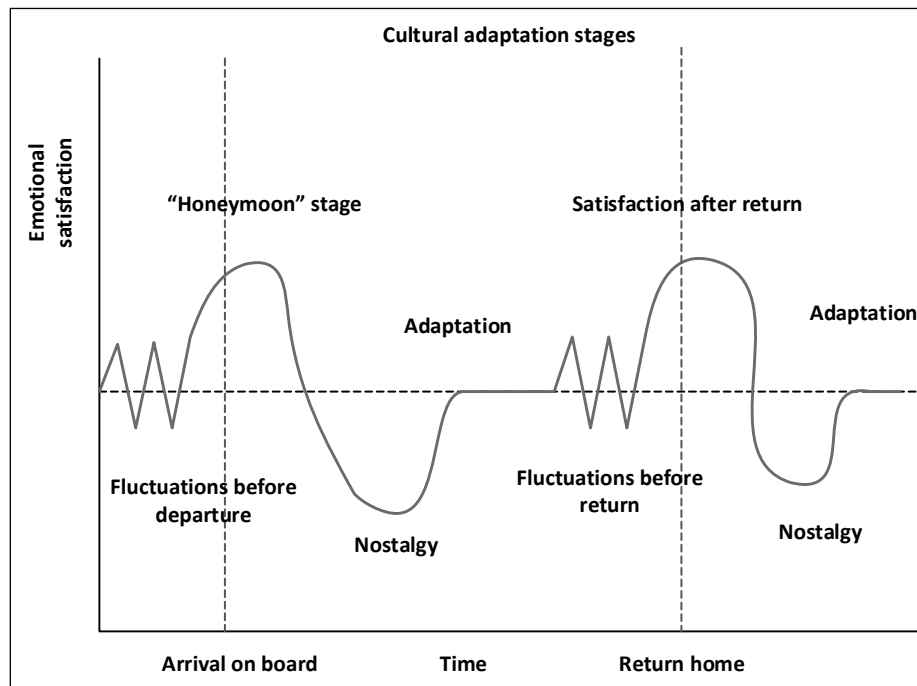 Cultural adaptation stages
Emotional
satisfaction
“Honeymoon” stage
Satisfaction after return
Adaptation
Adaptation
Fluctuations before
departure
Fluctuations before
return
Nostalgy
Nostalgy
Arrival on board
Time
Return home